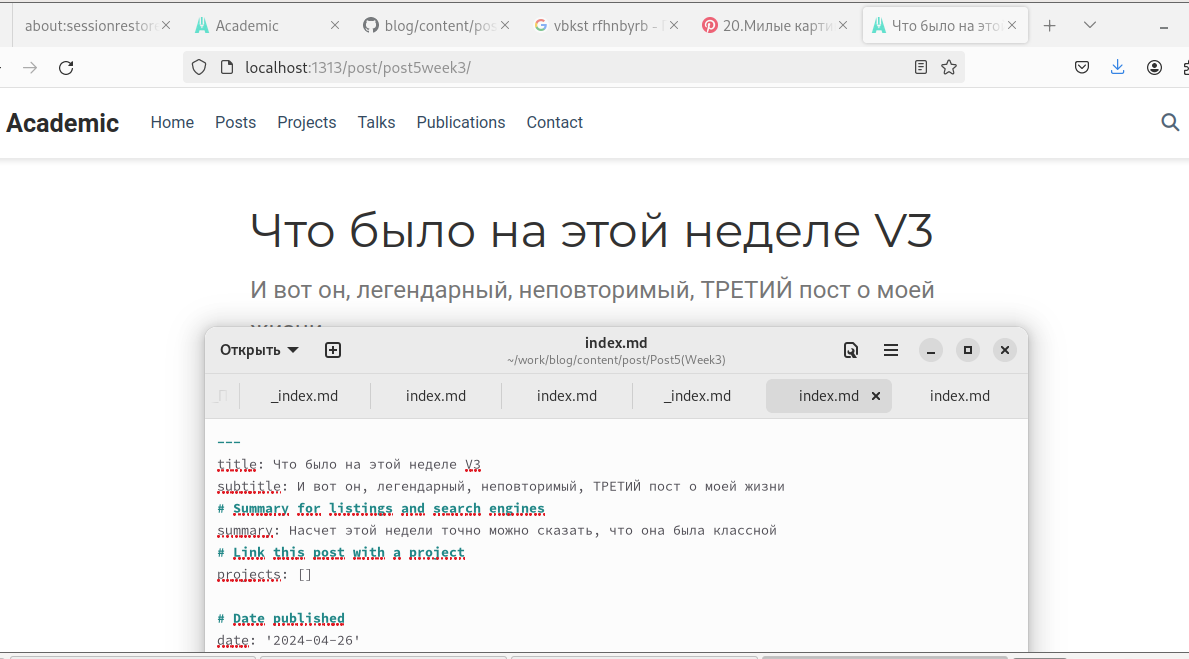 about:sessionrestore
Academic
blog/content/pos
vbkst rfhnbyrb -
20.Милые карти
Что было на это
localhost:1313/post/post5week3/
Academic Home Posts Projects Talks Publications Contact
Что было на этой неделе V3
И вот он, легендарный, неповторимый, ТРЕТИЙ пост о моей
жизни
Открыть
index.md
~/work/blog/content/post/Post5(Week3)
_index.md index.md index.md _index.md index.md index.md
---
title: Что было на этой неделе V3
subtitle: И вот он, легендарный, неповторимый, ТРЕТИЙ пост о моей жизни
# Summary for listings and search engines
summary: Насчет этой недели точно можно сказать, что она была классной
# Link this post with a project
projects: []
# Date published
date: '2024-04-26'